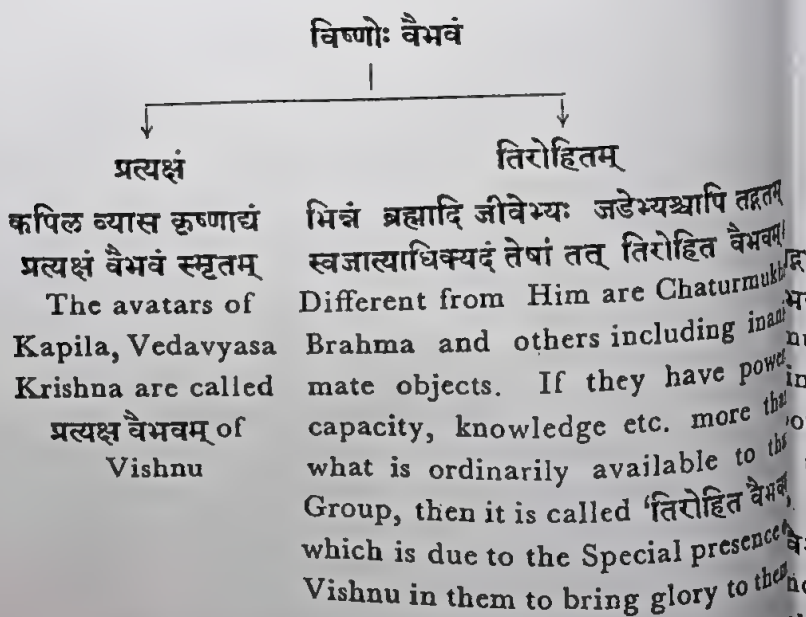 विष्णोः वैभवं
प्रत्यक्षं
कपिल व्यास कृष्णाद्यं
प्रत्यक्षं वैभवं स्मृतम्
The avatars of
Kapila, Vedavyasa
Krishna are called
प्रत्यक्ष वैभवम् of
Vishnu
तिरोहितम्
भिन्नं ब्रह्मादि जीवेभ्यः जडेभ्यश्चापि तद्गतम्
स्वजात्याधिक्यदं तेषां तत् तिरोहित वैभवम्।
Different from Him are Chaturmukha
Brahma and others including inani
mate objects. If they have power
capacity, knowledge etc. more than
what is ordinarily available to the
Group, then it is called ‘तिरोहित वैभवं,
which is due to the Special presence
Vishnu in them to bring glory to them